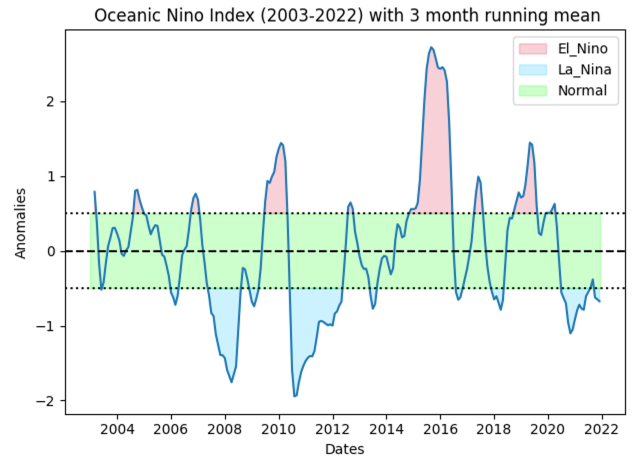 Oceanic Nino Index (2003-2022) with 3 month running mean
El_Nino
La_Nina
Normal
Anomalies
2
1
0
−1
−2
2004 2006 2008 2010 2012 2014 2016 2018 2020 2022
Dates